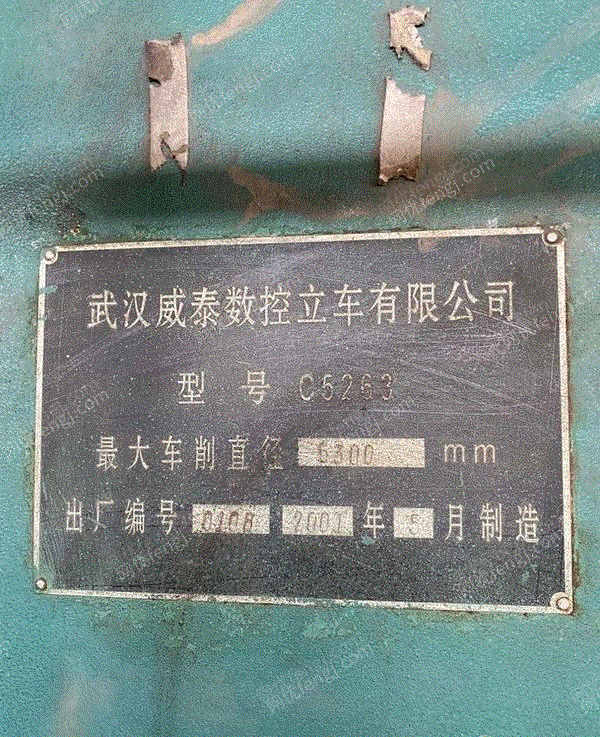 武汉威泰数控立车有限公司
型号 C5263
最大车削直径 6300 mm
出厂编号 0108 2001 年 5 月制造